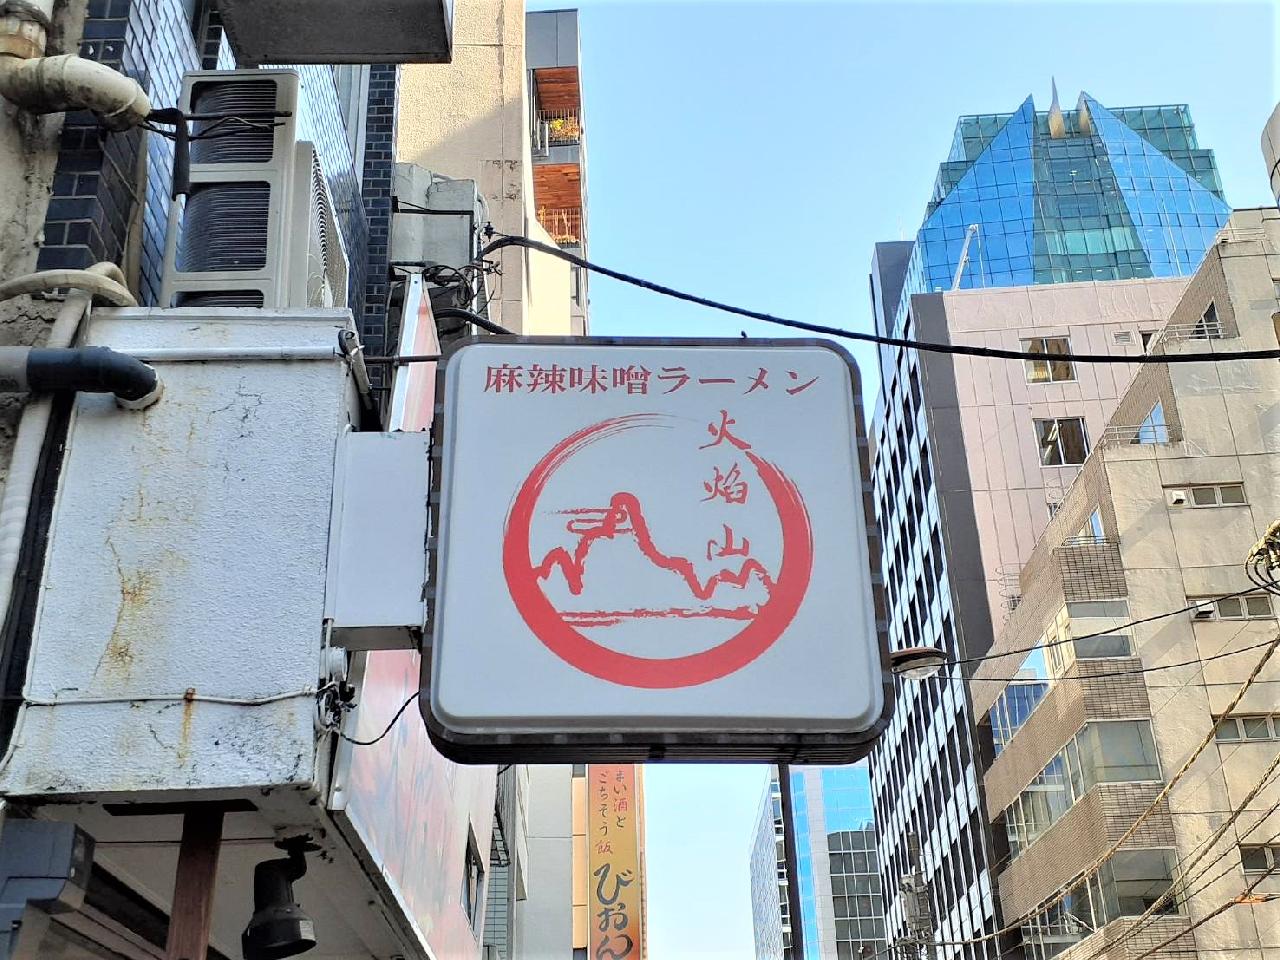 麻辣味噌ラーメン
火焰山
まい酒と
ごちそう飯
びおん